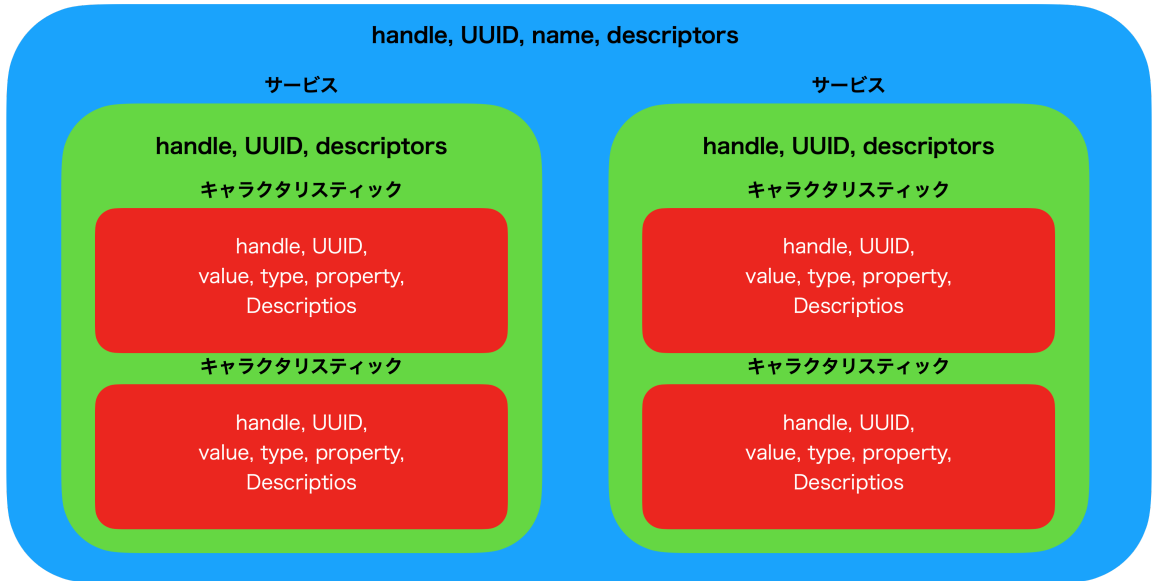 handle, UUID, name, descriptors
サービス
handle, UUID, descriptors
キャラクタリスティック
handle, UUID,
value, type, property,
Descriptios
キャラクタリスティック
handle, UUID,
value, type, property,
Descriptios
サービス
handle, UUID, descriptors
キャラクタリスティック
handle, UUID,
value, type, property,
Descriptios
キャラクタリスティック
handle, UUID,
value, type, property,
Descriptios